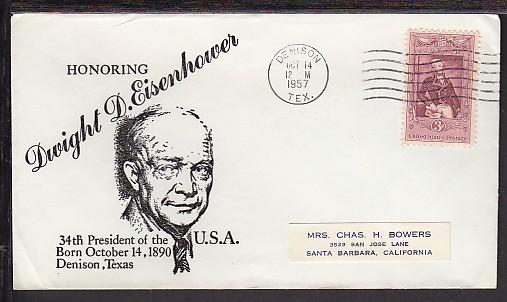 HONORING
Dwight D. Eisenhower
34th President of the U.S.A.
Born October 14, 1890
Denison, Texas
DENISON
OCT 14
12 M
1957
TEX.
3¢
United States Postage
MRS. CHAS. H. BOWERS
3529 SAN JOSE LANE
SANTA BARBARA, CALIFORNIA